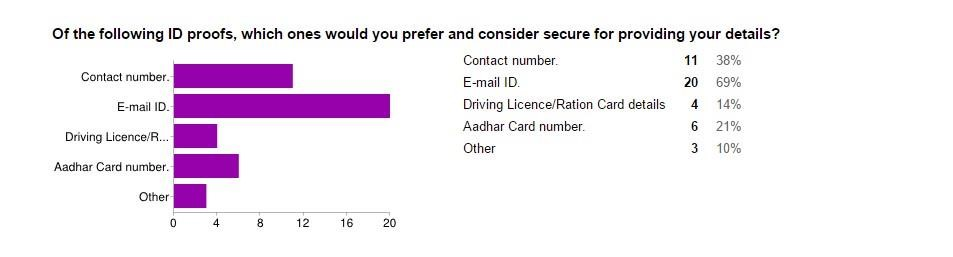 Of the following ID proofs, which ones would you prefer and consider secure for providing your details?
Contact number.
E-mail ID.
Driving Licence/R...
Aadhar Card number.
Other
0 4 8 12 16 20
Contact number. 11 38%
E-mail ID. 20 69%
Driving Licence/Ration Card details 4 14%
Aadhar Card number. 6 21%
Other 3 10%